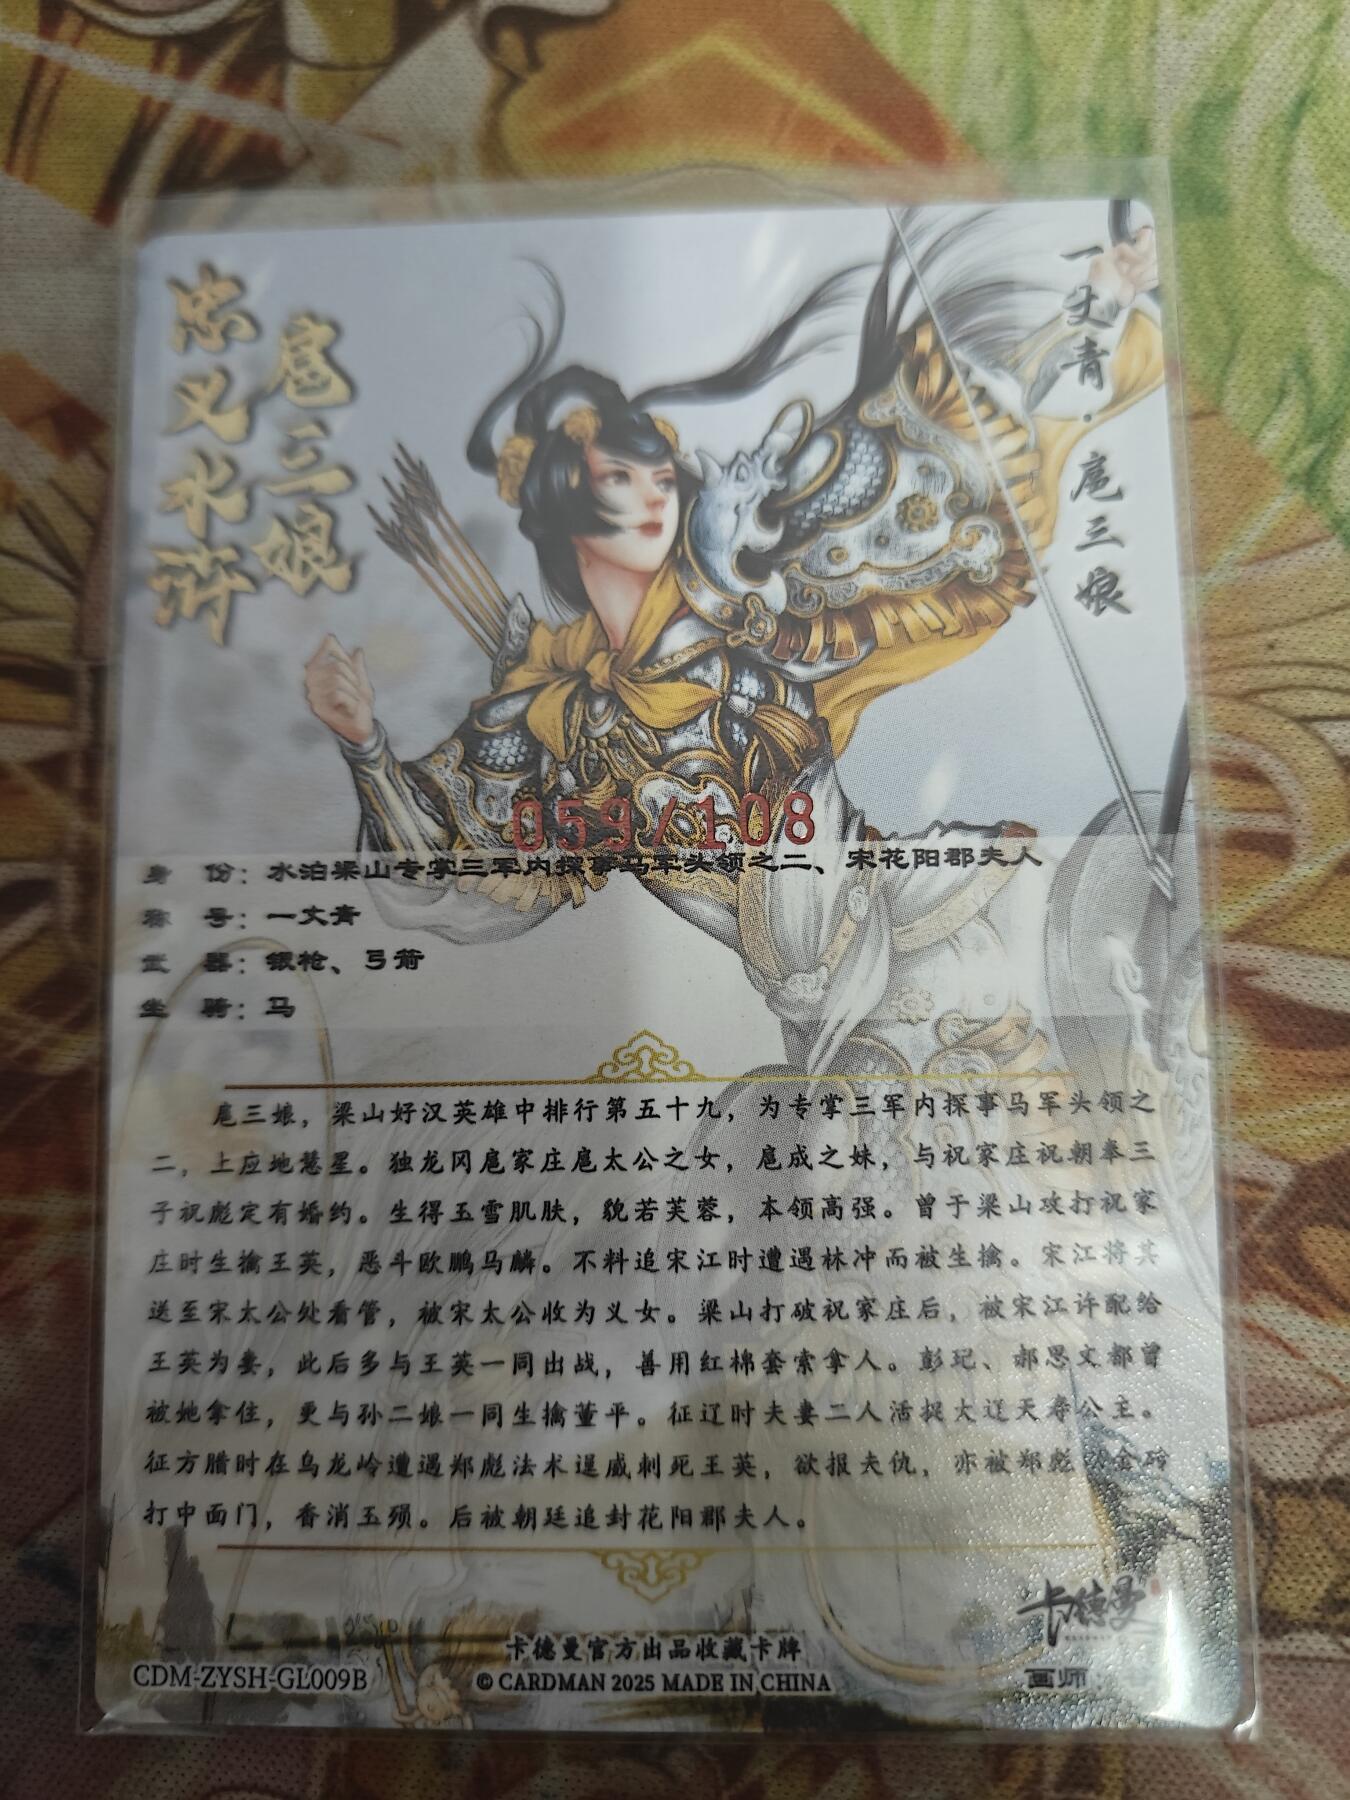 忠义水浒
扈三娘
一丈青·扈三娘
059/108
身 份：水泊梁山专掌三军内探事马军头领之二、宋花阳郡夫人
称 号：一丈青
武 器：银枪、弓箭
坐 骑：马
扈三娘，梁山好汉英雄中排行第五十九，为专掌三军内探事马军头领之
二，上应地慧星。独龙冈扈家庄扈太公之女，扈成之妹，与祝家庄祝朝奉三
子祝彪定有婚约。生得玉雪肌肤，貌若芙蓉，本领高强。曾于梁山攻打祝家
庄时生擒王英，恶斗欧鹏马麟。不料追宋江时遭遇林冲而被生擒。宋江将其
送至宋太公处看管，被宋太公收为义女。梁山打破祝家庄后，被宋江许配给
王英为妻，此后多与王英一同出战，善用红棉套索拿人。彭玘、郝思文都曾
被她拿住，更与孙二娘一同生擒董平。征辽时夫妻二人活捉大辽天寿公主。
征方腊时在乌龙岭遭遇郑彪法术逞威刺死王英，欲报夫仇，亦被郑彪 金砖
打中面门，香消玉殒。后被朝廷追封花阳郡夫人。
卡德曼
卡德曼官方出品收藏卡牌
CDM-ZYSH-GL009B
© CARDMAN 2025 MADE IN CHINA
画师：